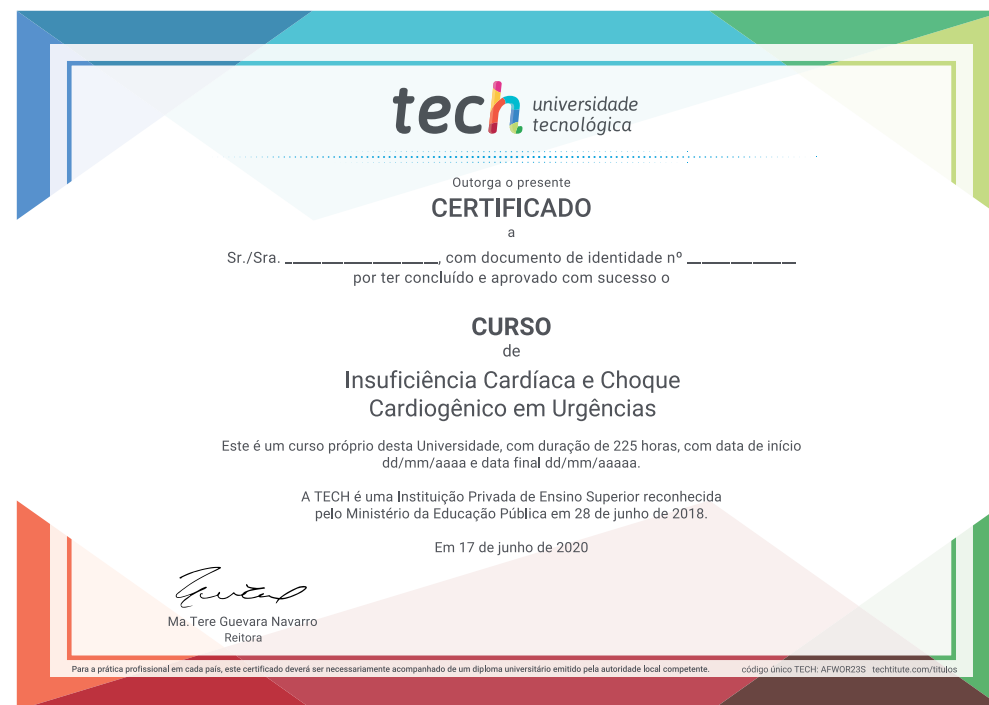 tech universidade
tecnológica
Outorga o presente
CERTIFICADO
a
Sr./Sra. ____________________, com documento de identidade nº ______________
por ter concluído e aprovado com sucesso o
CURSO
de
Insuficiência Cardíaca e Choque
Cardiogênico em Urgências
Este é um curso próprio desta Universidade, com duração de 225 horas, com data de início
dd/mm/aaaa e data final dd/mm/aaaaa.
A TECH é uma Instituição Privada de Ensino Superior reconhecida
pelo Ministério da Educação Pública em 28 de junho de 2018.
Em 17 de junho de 2020
Ma.Tere Guevara Navarro
Reitora
Para a prática profissional em cada país, este certificado deverá ser necessariamente acompanhado de um diploma universitário emitido pela autoridade local competente. código único TECH: AFWOR23S techtitute.com/titulos